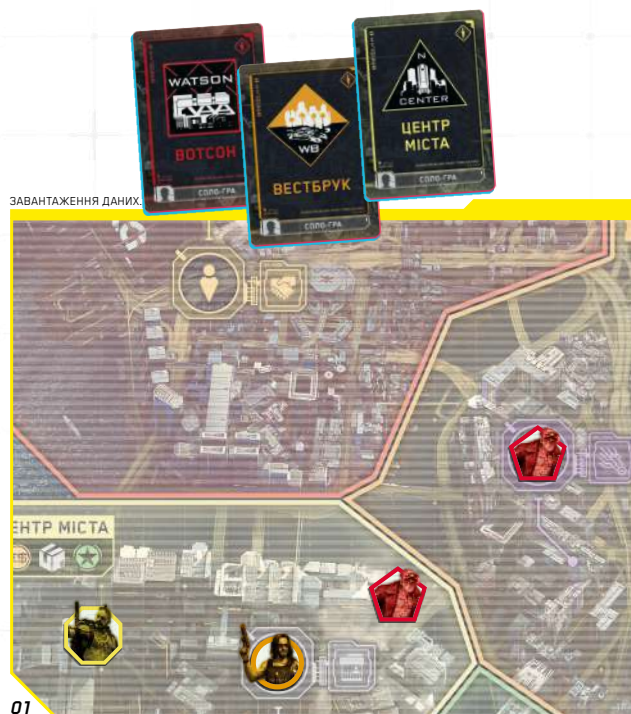 WATSON
ВОТСОН
СОЛО-ГРА
WB
ВЕСТБРУК
СОЛО-ГРА
N
CENTER
ЦЕНТР
МІСТА
СОЛО-ГРА
ЗАВАНТАЖЕННЯ ДАНИХ.
ЕНТР МІСТА
01